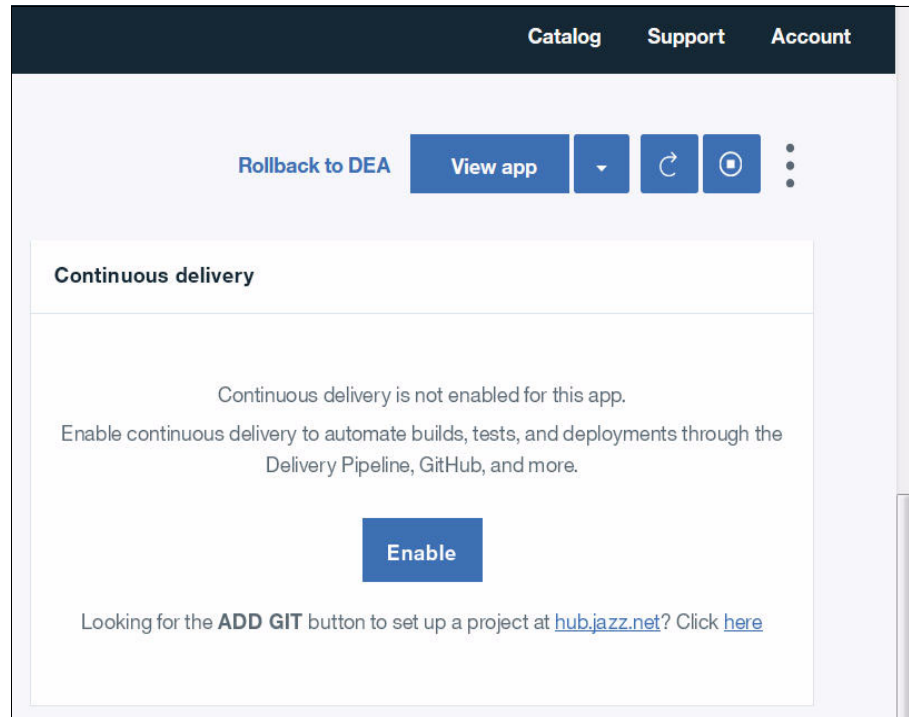 Catalog Support Account
Rollback to DEA View app
Continuous delivery
Continuous delivery is not enabled for this app.
Enable continuous delivery to automate builds, tests, and deployments through the
Delivery Pipeline, GitHub, and more.
Enable
Looking for the ADD GIT button to set up a project at hub.jazz.net? Click here